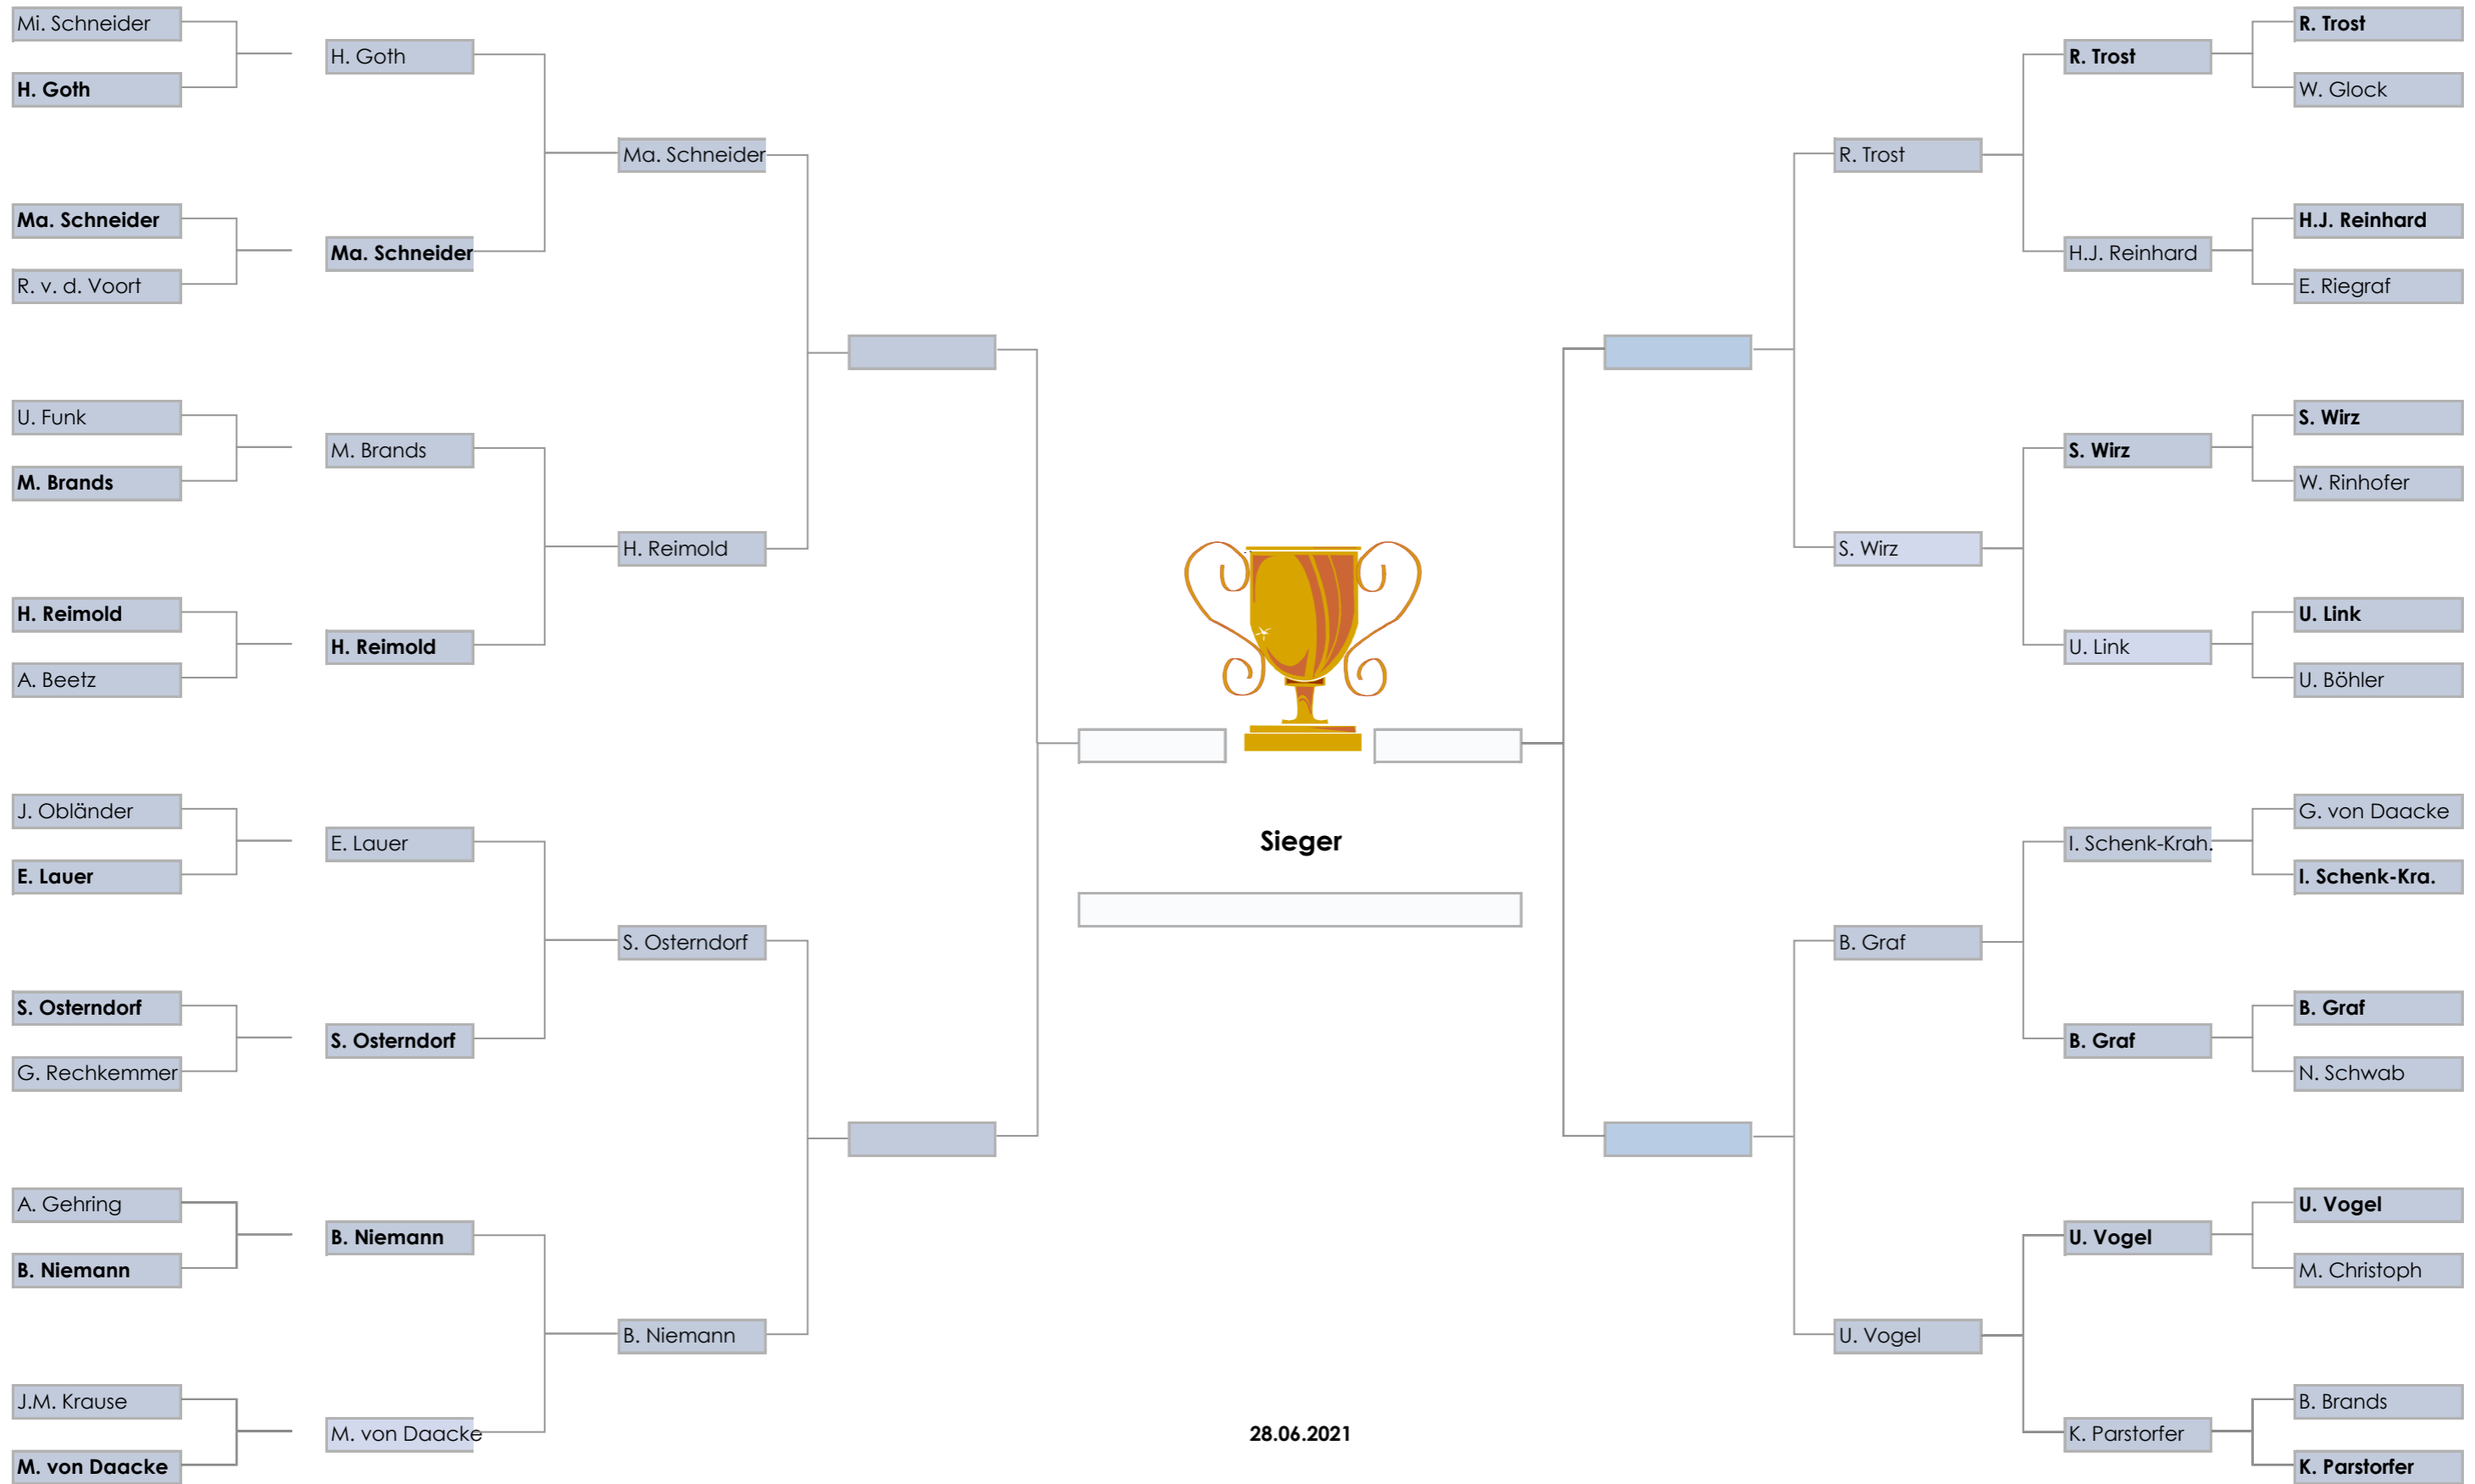 Mi. Schneider
H. Goth
Ma. Schneider
R. v. d. Voort
U. Funk
M. Brands
H. Reimold
A. Beetz
J. Obländer
E. Lauer
S. Osterndorf
G. Rechkemmer
A. Gehring
B. Niemann
J.M. Krause
M. von Daacke
H. Goth
Ma. Schneider
M. Brands
H. Reimold
E. Lauer
S. Osterndorf
B. Niemann
M. von Daacke
Ma. Schneider
H. Reimold
S. Osterndorf
B. Niemann
Sieger
28.06.2021
R. Trost
S. Wirz
B. Graf
U. Vogel
R. Trost
H.J. Reinhard
S. Wirz
U. Link
I. Schenk-Krah.
B. Graf
U. Vogel
K. Parstorfer
R. Trost
W. Glock
H.J. Reinhard
E. Riegraf
S. Wirz
W. Rinhofer
U. Link
U. Böhler
G. von Daacke
I. Schenk-Kra.
B. Graf
N. Schwab
U. Vogel
M. Christoph
B. Brands
K. Parstorfer